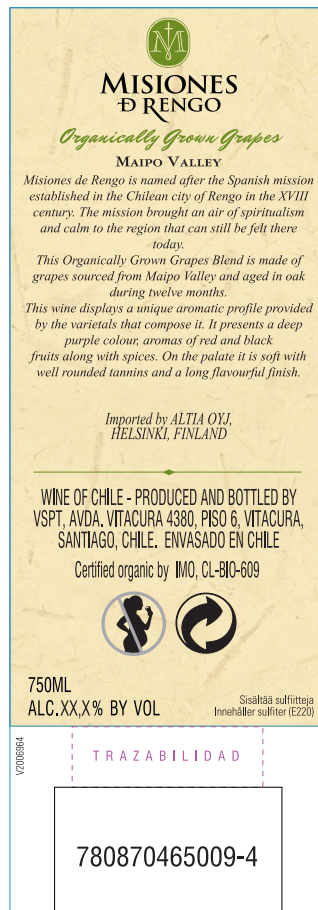 M
MISIONES
D RENGO
Organically Grown Grapes
MAIPO VALLEY
Misiones de Rengo is named after the Spanish mission
established in the Chilean city of Rengo in the XVIII
century. The mission brought an air of spiritualism
and calm to the region that can still be felt there
today.
This Organically Grown Grapes Blend is made of
grapes sourced from Maipo Valley and aged in oak
during twelve months.
This wine displays a unique aromatic profile provided
by the varietals that compose it. It presents a deep
purple colour, aromas of red and black
fruits along with spices. On the palate it is soft with
well rounded tannins and a long flavourful finish.
Imported by ALTIA OYJ,
HELSINKI, FINLAND
WINE OF CHILE - PRODUCED AND BOTTLED BY
VSPT, AVDA. VITACURA 4380, PISO 6, VITACURA,
SANTIAGO, CHILE. ENVASADO EN CHILE
Certified organic by IMO, CL-BIO-609
750ML
ALC.XX,X% BY VOL
Sisältää sulfiitteja
Innehåller sulfiter (E220)
V2006964
TRAZABILIDAD
780870465009-4